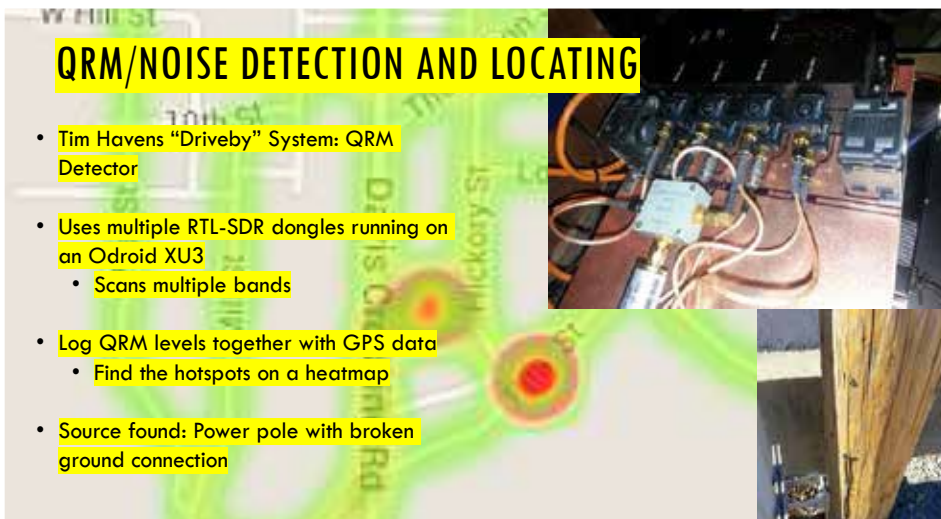 W Hill St
QRM/NOISE DETECTION AND LOCATING
10th St
• Tim Havens “Driveby” System: QRM
Detector
• Uses multiple RTL-SDR dongles running on
an Odroid XU3
• Scans multiple bands
• Log QRM levels together with GPS data
• Find the hotspots on a heatmap
• Source found: Power pole with broken
ground connection
Hickory St